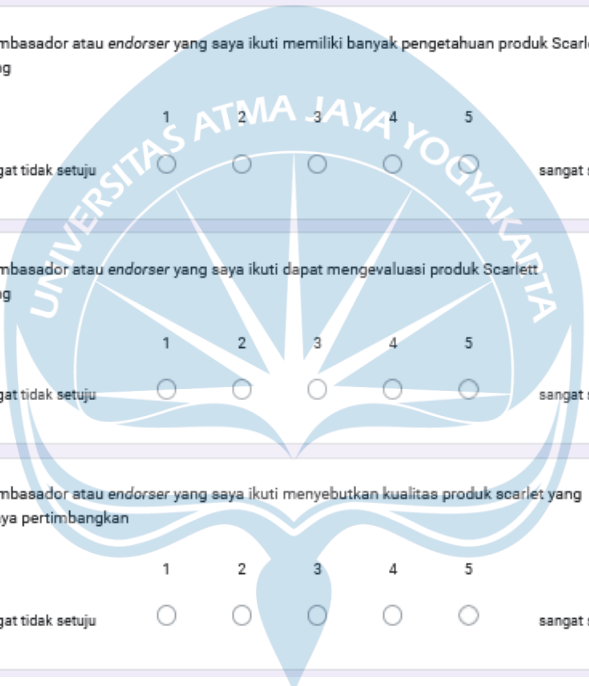 mbasador atau endorser yang saya ikuti memiliki banyak pengetahuan produk Scarl
ng
1 2 3 4 5
gat tidak setuju sangat s
mbasador atau endorser yang saya ikuti dapat mengevaluasi produk Scarlett
ng
1 2 3 4 5
gat tidak setuju sangat s
mbasador atau endorser yang saya ikuti menyebutkan kualitas produk scarlet yang
ya pertimbangkan
1 2 3 4 5
gat tidak setuju sangat s
UNIVERSITAS ATMA JAYA YOGYAKARTA